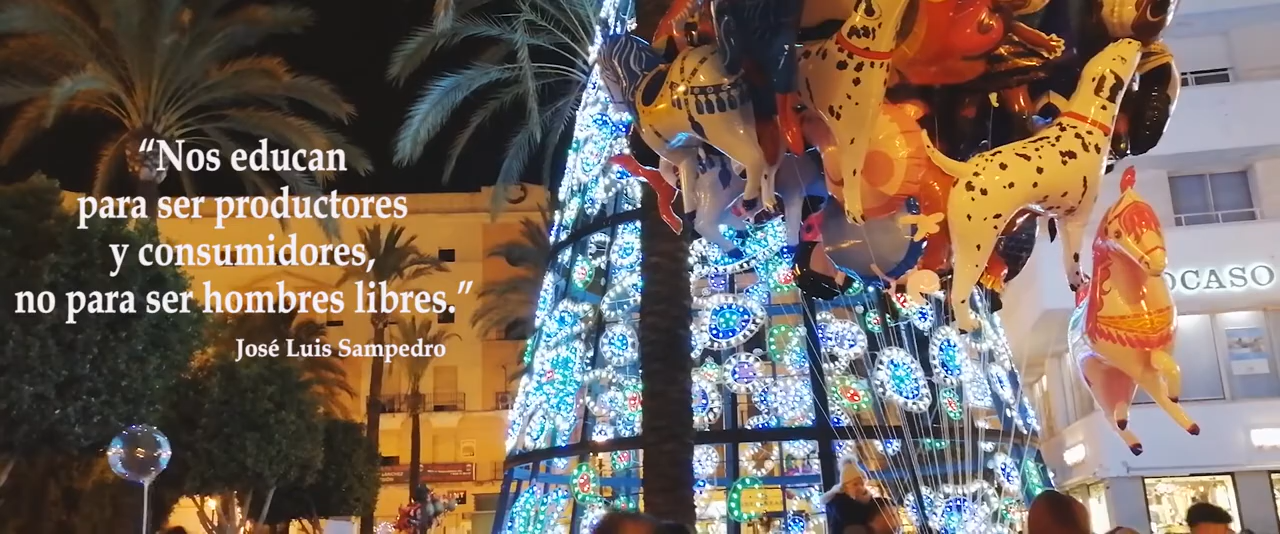 “Nos educan
para ser productores
y consumidores,
no para ser hombres libres.”
José Luis Sampedro
OCASO